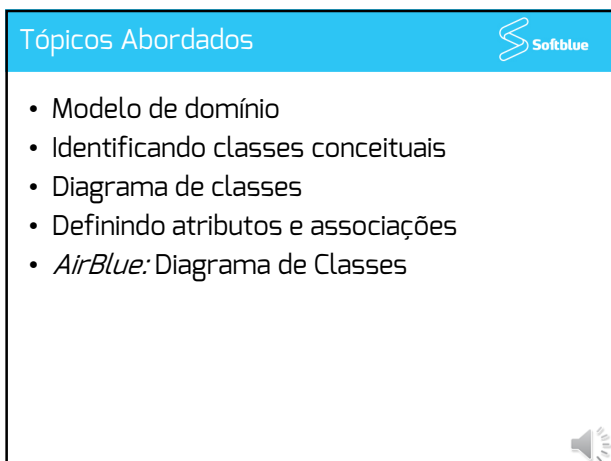 Tópicos Abordados
Softblue
• Modelo de domínio
• Identificando classes conceituais
• Diagrama de classes
• Definindo atributos e associações
• AirBlue: Diagrama de Classes